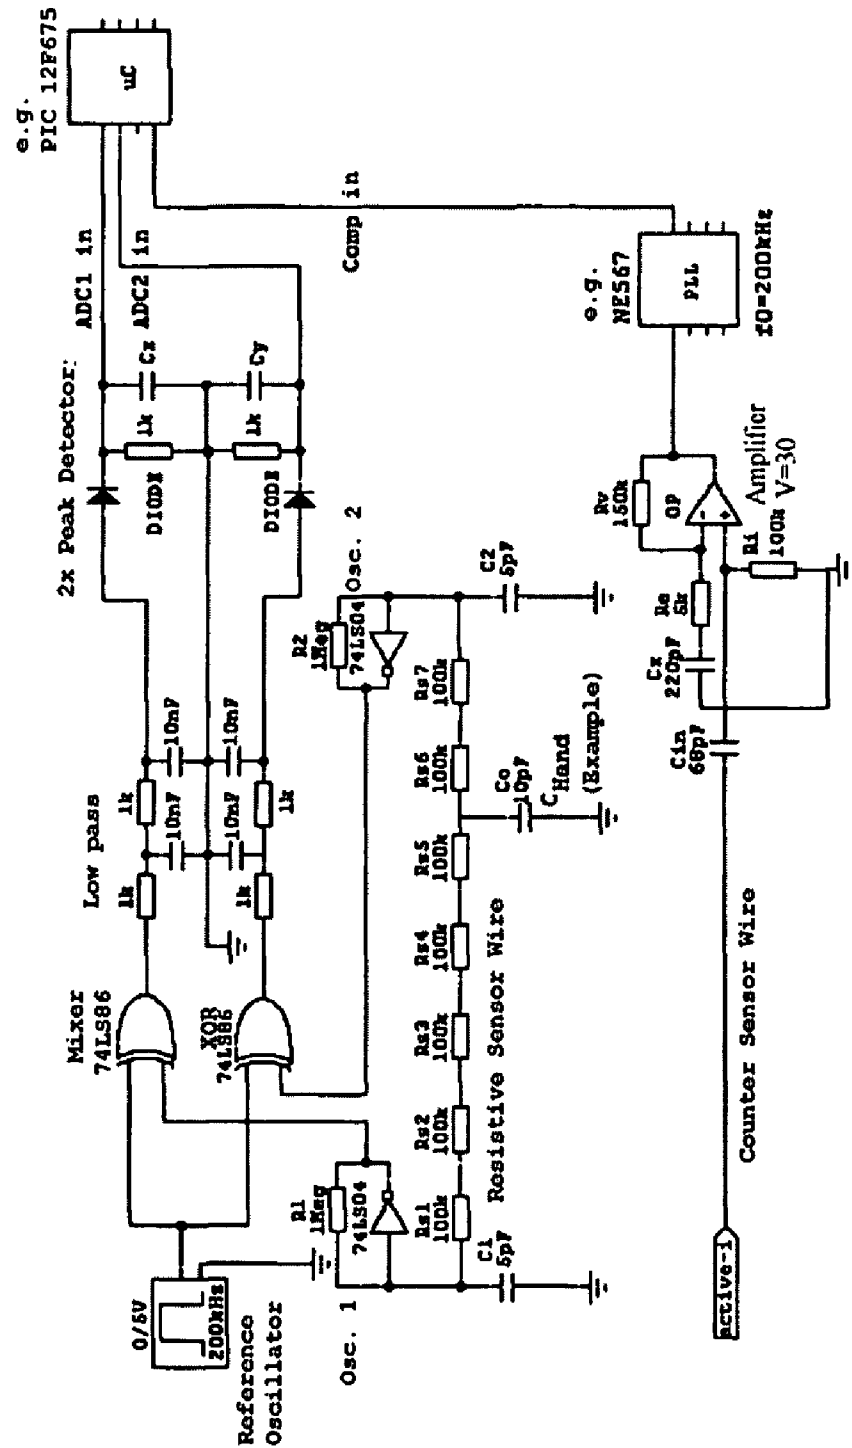 e.g.
PIC 12F675
uC
ADC1 in
ADC2 in
Comp in
2x Peak Detector:
DIODE
DIODE
1k
1k
Cx
Cy
Low pass
1k
1k
1k
1k
10nF
10nF
10nF
10nF
Mixer
74LS86
XOR
74LS86
0/5V
200kHz
Reference
Oscillator
Osc. 1
R1
1Meg
74LS04
C1
5pF
Rs1
100k
Rs2
100k
Rs3
100k
Rs4
100k
Rs5
100k
Rs6
100k
Rs7
100k
Resistive Sensor Wire
Co
10pF
C Hand
(Example)
R2
1Meg
74LS04
Osc. 2
C2
5pF
active-1
Counter Sensor Wire
Cin
68pF
Cx
220pF
Re
5k
Rv
150k
OP
-
+
Ri
100k
Amplifier
V=30
e.g.
NE567
PLL
f0=200kHz